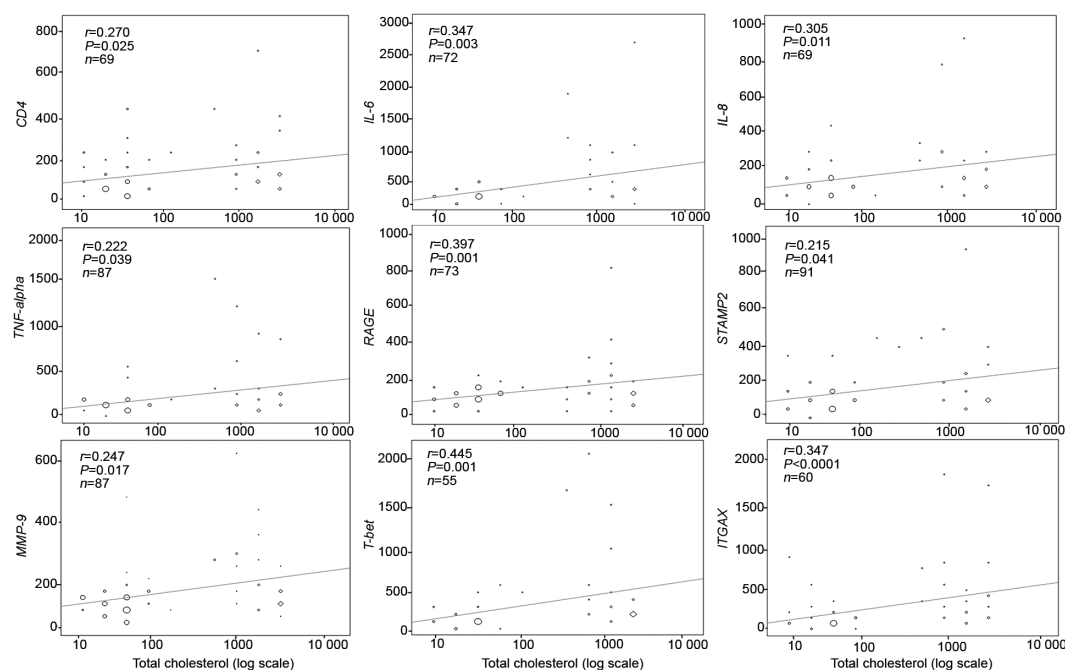 r=0.270
P=0.025
n=69
CD4
800
600
400
200
0
10
100
1000
10 000
r=0.347
P=0.003
n=72
IL-6
3000
2500
2000
1500
1000
500
0
10
100
1000
10 000
r=0.305
P=0.011
n=69
IL-8
1000
800
600
400
200
0
10
100
1000
10 000
r=0.222
P=0.039
n=87
TNF-alpha
2000
1500
1000
500
0
10
100
1000
10 000
r=0.397
P=0.001
n=73
RAGE
1000
800
600
400
200
0
10
100
1000
10 000
r=0.215
P=0.041
n=91
STAMP2
1000
800
600
400
200
0
10
100
1000
10 000
r=0.247
P=0.017
n=87
MMP-9
600
400
200
0
10
100
1000
10 000
Total cholesterol (log scale)
r=0.445
P=0.001
n=55
T-bet
2000
1500
1000
500
0
10
100
1000
10 000
Total cholesterol (log scale)
r=0.347
P<0.0001
n=60
ITGAX
2000
1500
1000
500
0
10
100
1000
10 000
Total cholesterol (log scale)